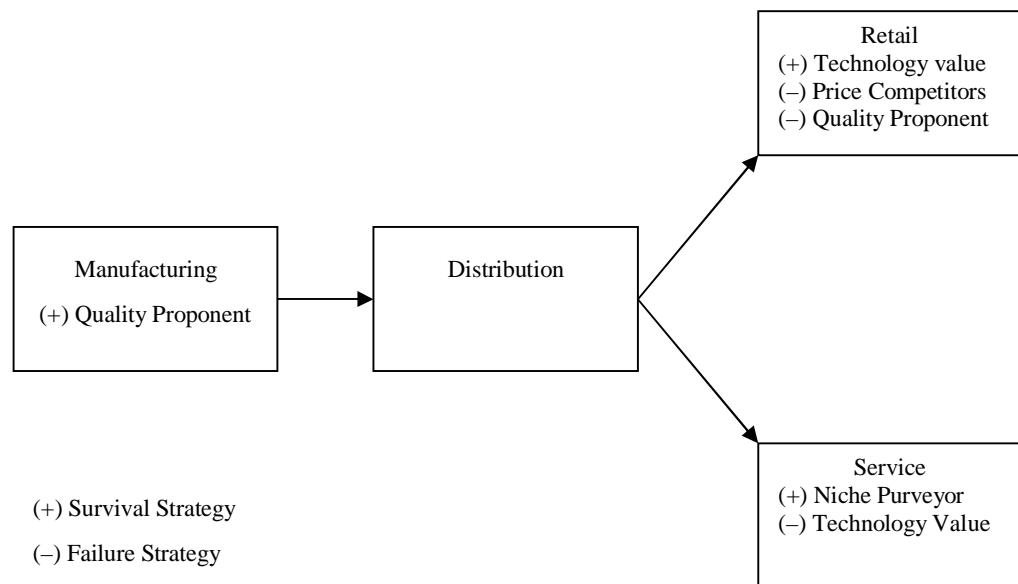 Retail
(+) Technology value
(–) Price Competitors
(–) Quality Proponent
Manufacturing
(+) Quality Proponent
Distribution
Service
(+) Niche Purveyor
(–) Technology Value
(+) Survival Strategy
(–) Failure Strategy